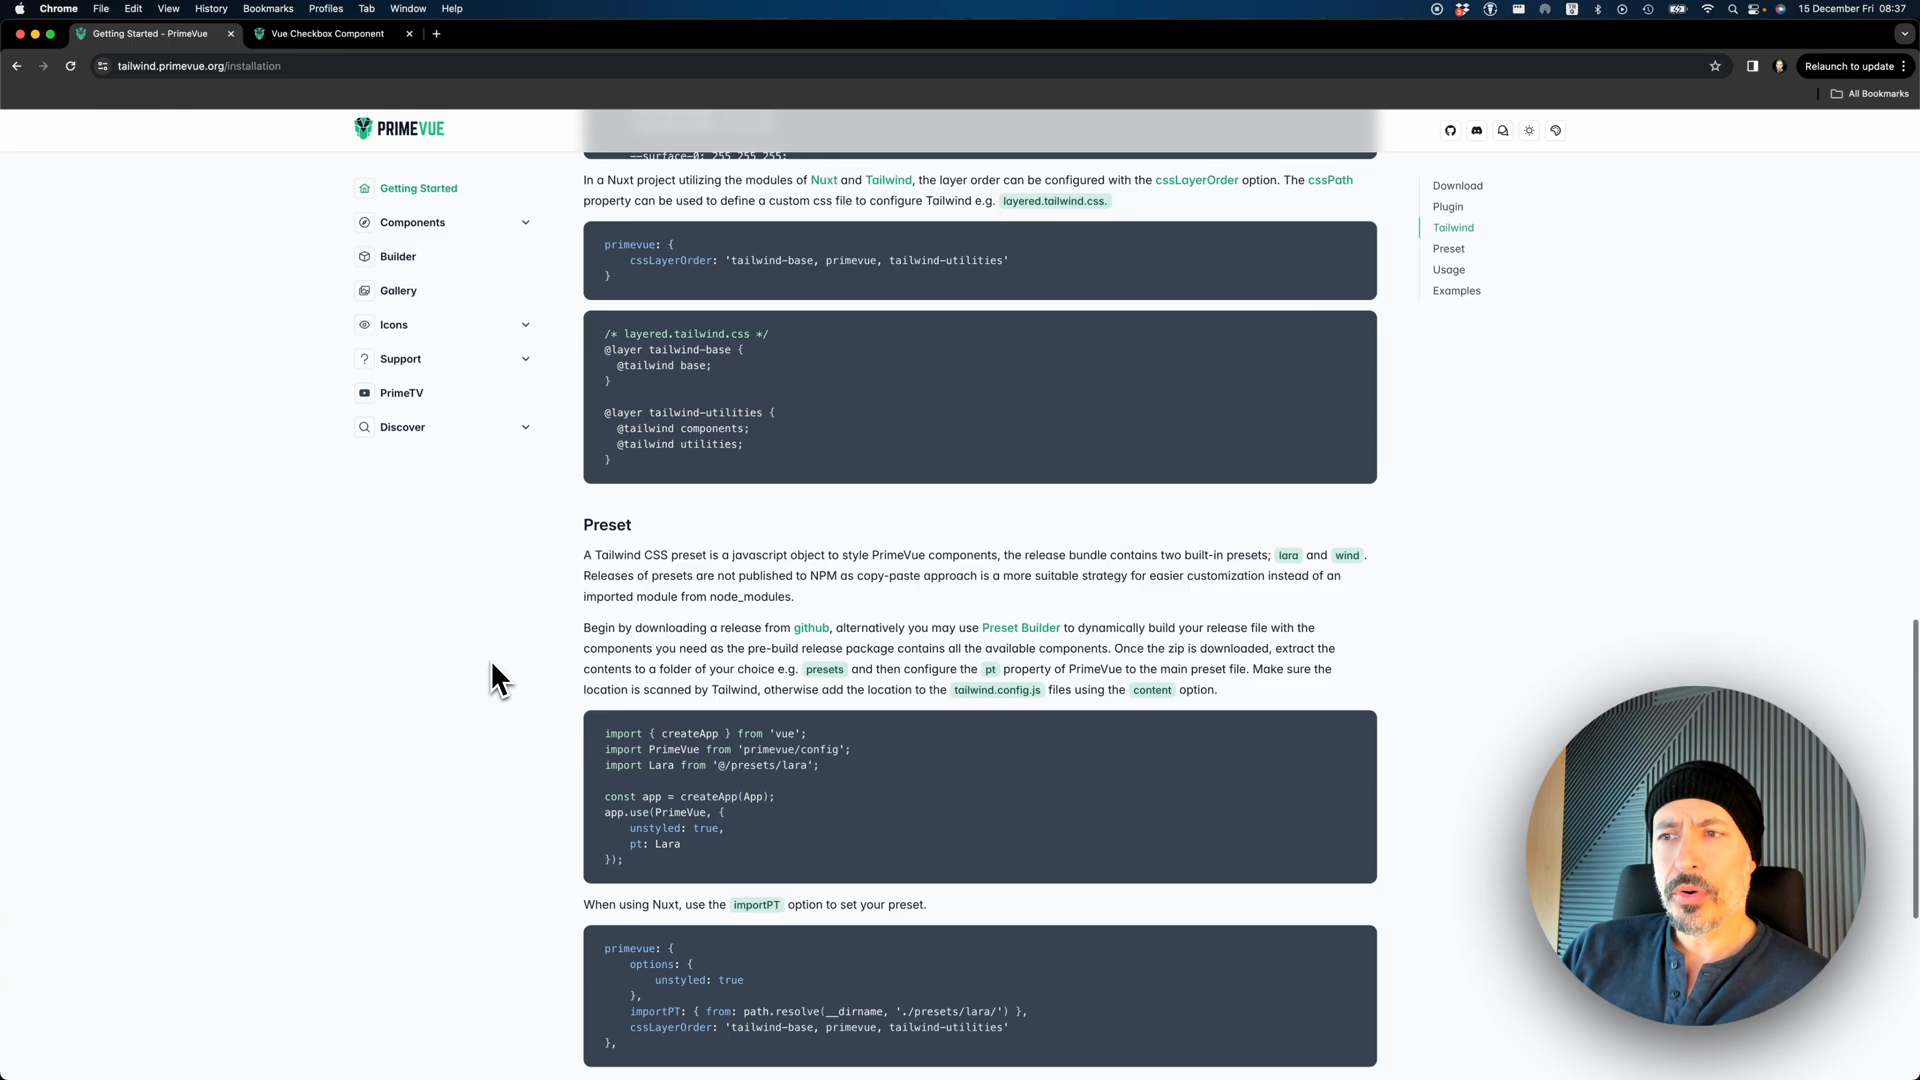 Chrome File Edit View History Bookmarks Profiles Tab Window Help
15 December Fri 08:37
Getting Started - PrimeVue
Vue Checkbox Component
tailwind.primevue.org/installation
Relaunch to update
All Bookmarks
PRIMEVUE
Getting Started
Components
Builder
Gallery
Icons
Support
PrimeTV
Discover
--surface-0: 255 255 255;
In a Nuxt project utilizing the modules of Nuxt and Tailwind, the layer order can be configured with the cssLayerOrder option. The cssPath
property can be used to define a custom css file to configure Tailwind e.g. layered.tailwind.css.
primevue: {
cssLayerOrder: 'tailwind-base, primevue, tailwind-utilities'
}
/* layered.tailwind.css */
@layer tailwind-base {
@tailwind base;
}
@layer tailwind-utilities {
@tailwind components;
@tailwind utilities;
}
Preset
A Tailwind CSS preset is a javascript object to style PrimeVue components, the release bundle contains two built-in presets; lara and wind.
Releases of presets are not published to NPM as copy-paste approach is a more suitable strategy for easier customization instead of an
imported module from node_modules.
Begin by downloading a release from github, alternatively you may use Preset Builder to dynamically build your release file with the
components you need as the pre-build release package contains all the available components. Once the zip is downloaded, extract the
contents to a folder of your choice e.g. presets and then configure the pt property of PrimeVue to the main preset file. Make sure the
location is scanned by Tailwind, otherwise add the location to the tailwind.config.js files using the content option.
import { createApp } from 'vue';
import PrimeVue from 'primevue/config';
import Lara from '@/presets/lara';
const app = createApp(App);
app.use(PrimeVue, {
unstyled: true,
pt: Lara
});
When using Nuxt, use the importPT option to set your preset.
primevue: {
options: {
unstyled: true
},
importPT: { from: path.resolve(__dirname, './presets/lara/') },
cssLayerOrder: 'tailwind-base, primevue, tailwind-utilities'
},
Download
Plugin
Tailwind
Preset
Usage
Examples